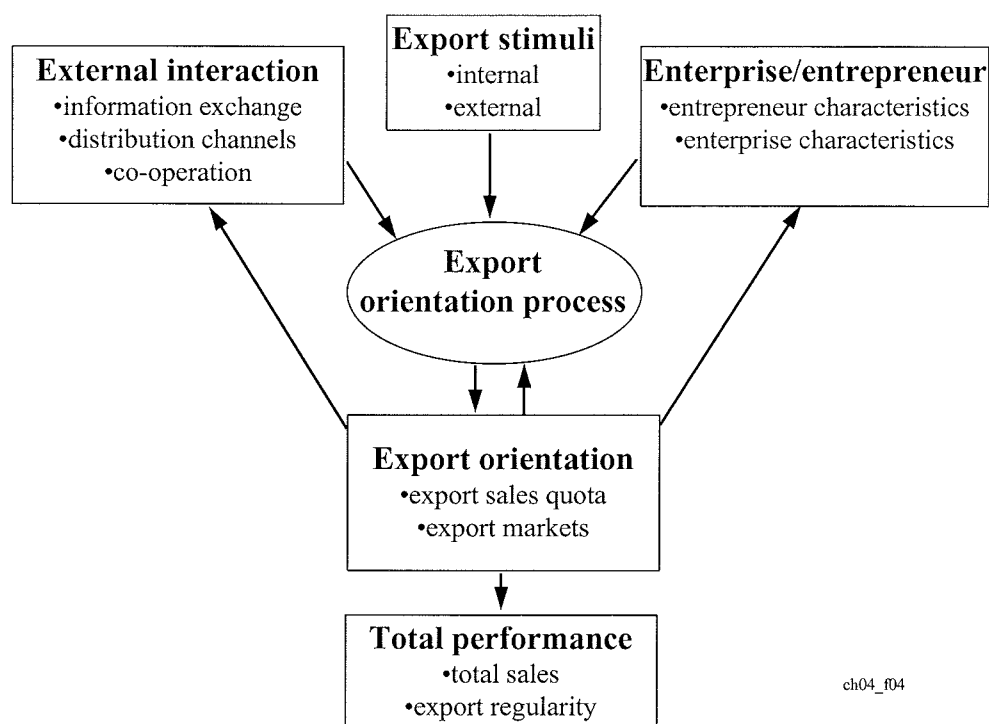 External interaction
•information exchange
•distribution channels
•co-operation
Export stimuli
•internal
•external
Enterprise/entrepreneur
•entrepreneur characteristics
•enterprise characteristics
Export
orientation process
Export orientation
•export sales quota
•export markets
Total performance
•total sales
•export regularity
ch04_f04